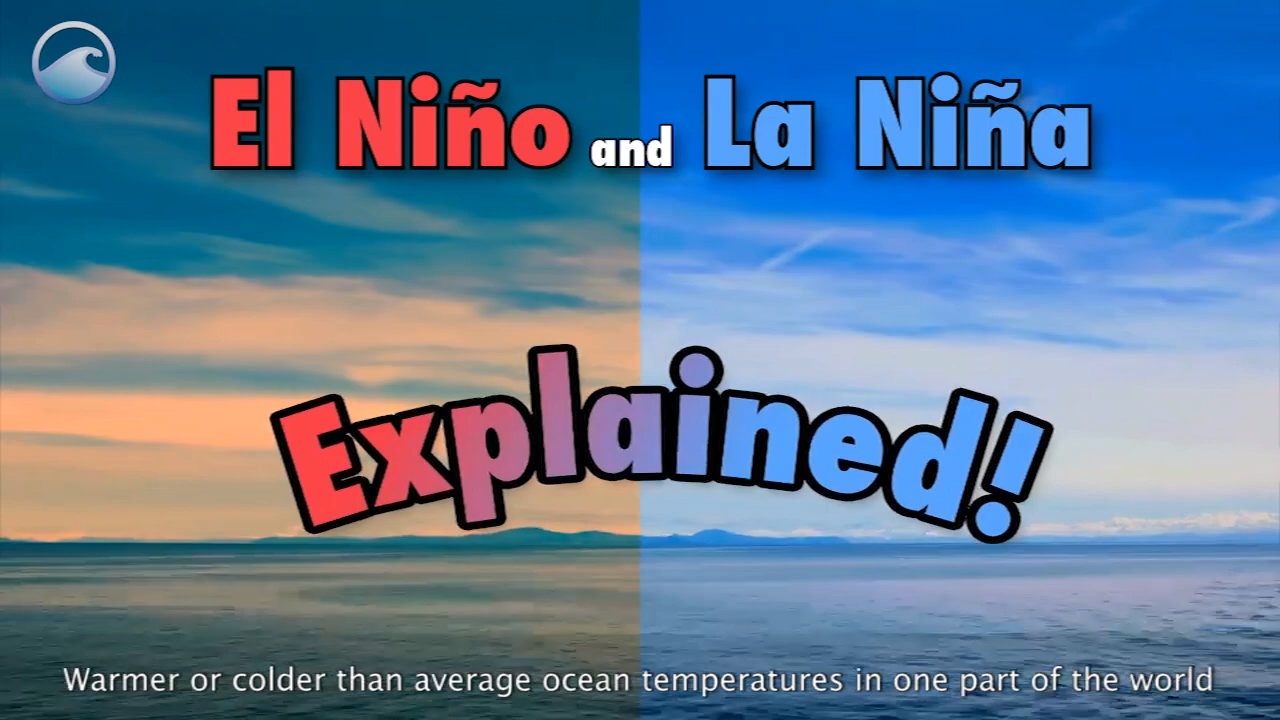 El Niño and La Niña
Explained!
Warmer or colder than average ocean temperatures in one part of the world